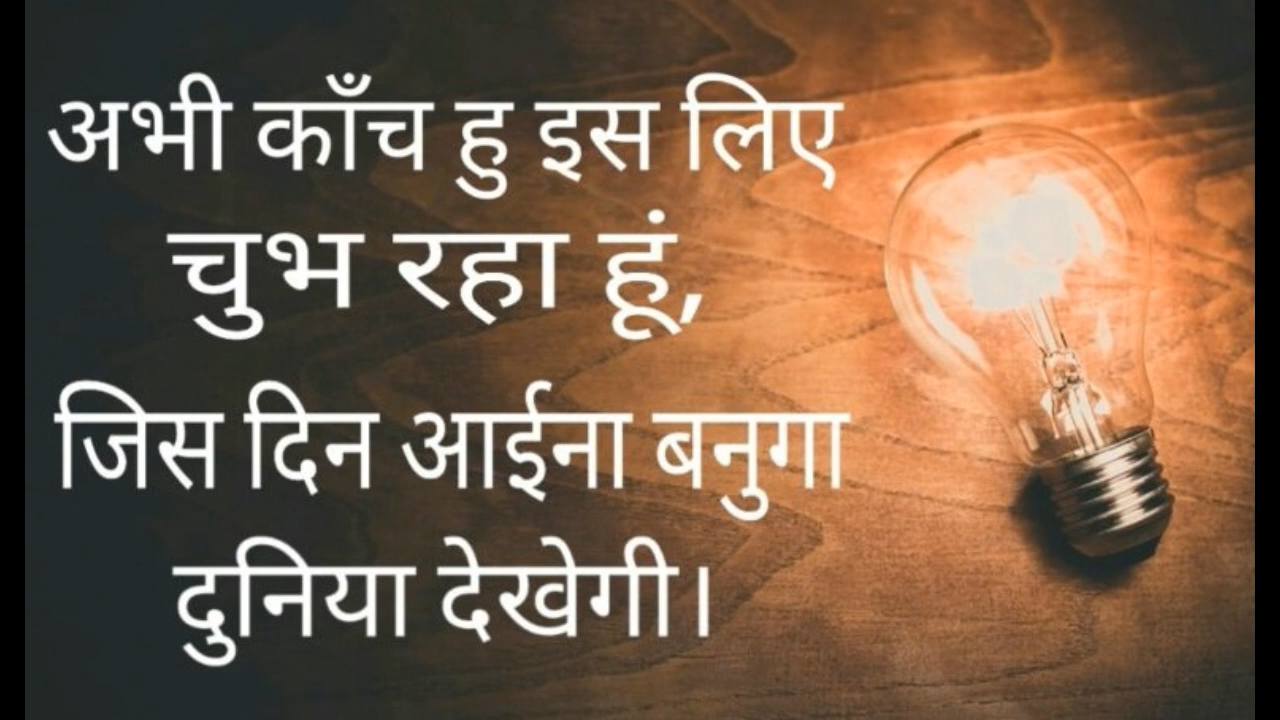 अभी काँच हु इस लिए
चुभ रहा हूं,
जिस दिन आईना बनुगा
दुनिया देखेगी।